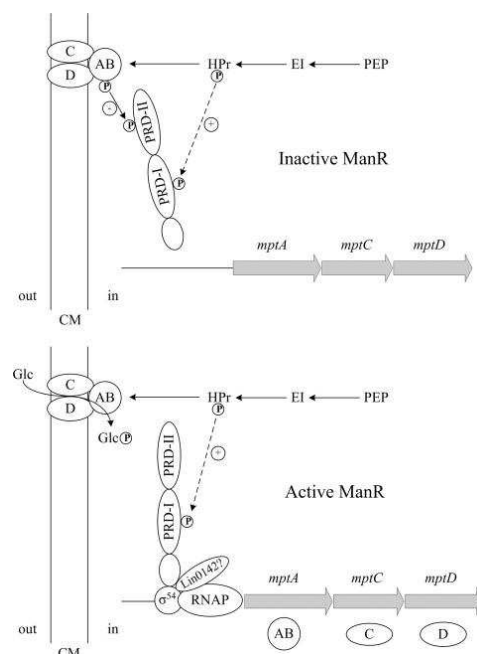 C
D
AB
HPr
EI
PEP
P
P
-
P
+
PRD-II
P
PRD-I
Inactive ManR
mptA
mptC
mptD
out
in
CM
Glc
C
D
AB
HPr
EI
PEP
P
Glc P
+
PRD-II
PRD-I
P
Active ManR
Lin0142?
σ54
RNAP
mptA
mptC
mptD
AB
C
D
out
in
CM